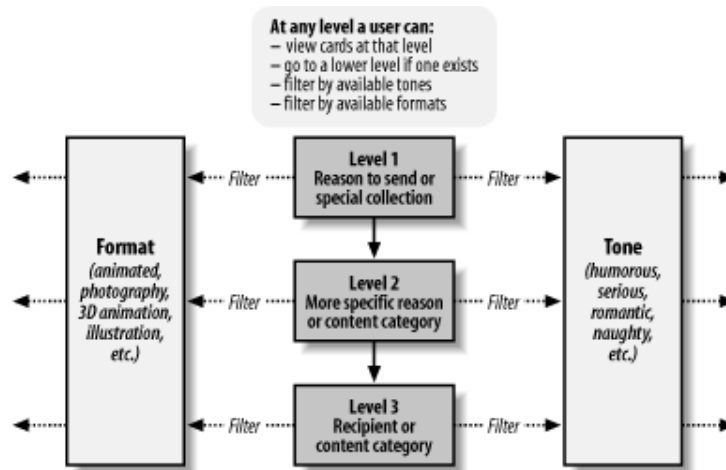 At any level a user can:
– view cards at that level
– go to a lower level if one exists
– filter by available tones
– filter by available formats
Level 1
Reason to send or
special collection
Filter
Filter
Format
(animated,
photography,
3D animation,
illustration,
etc.)
Level 2
More specific reason
or content category
Filter
Filter
Tone
(humorous,
serious,
romantic,
naughty,
etc.)
Level 3
Recipient or
content category
Filter
Filter